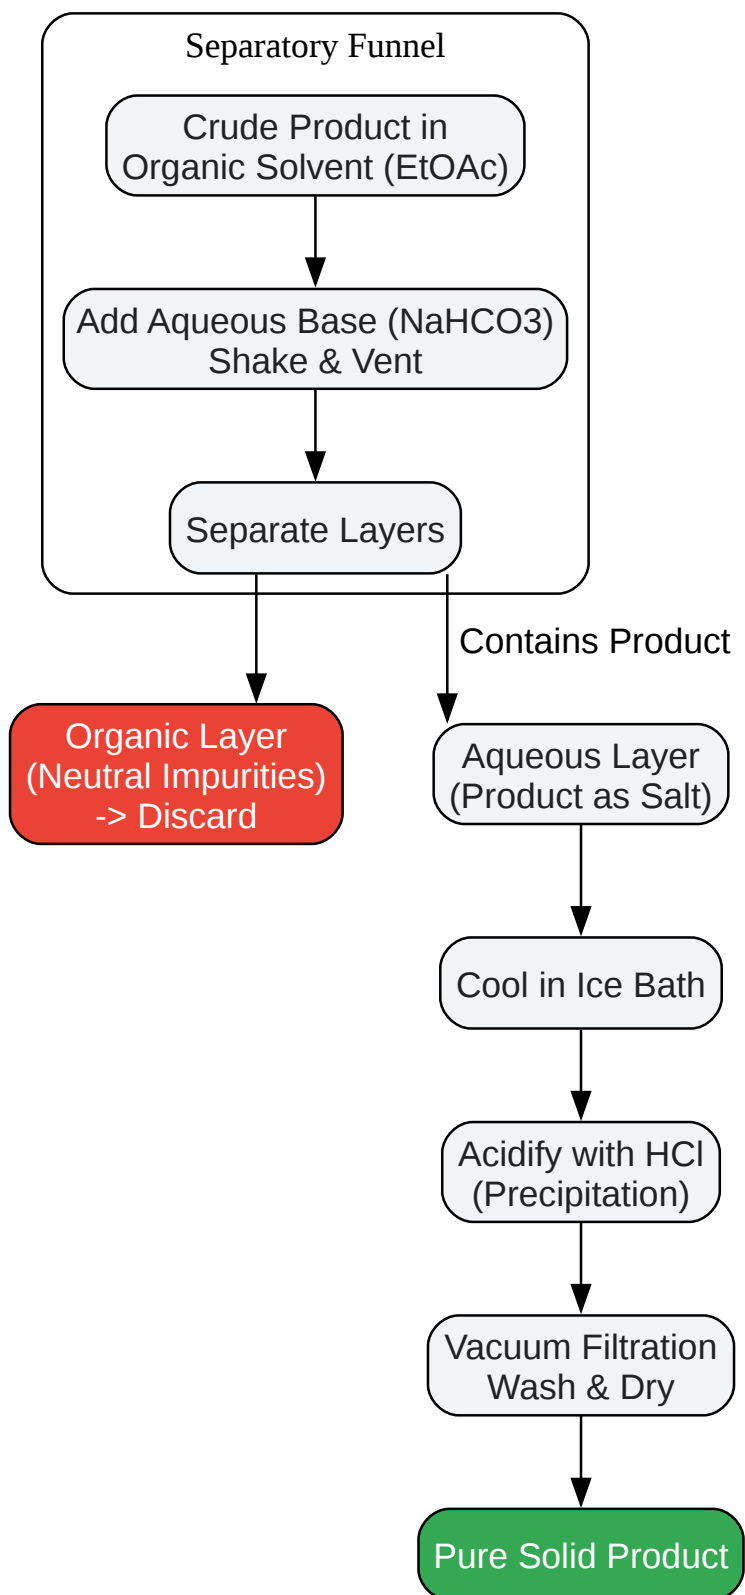 Separatory Funnel
Crude Product in
Organic Solvent (EtOAc)
Add Aqueous Base (NaHCO3)
Shake & Vent
Separate Layers
Contains Product
Organic Layer
(Neutral Impurities)
-> Discard
Aqueous Layer
(Product as Salt)
Cool in Ice Bath
Acidify with HCl
(Precipitation)
Vacuum Filtration
Wash & Dry
Pure Solid Product